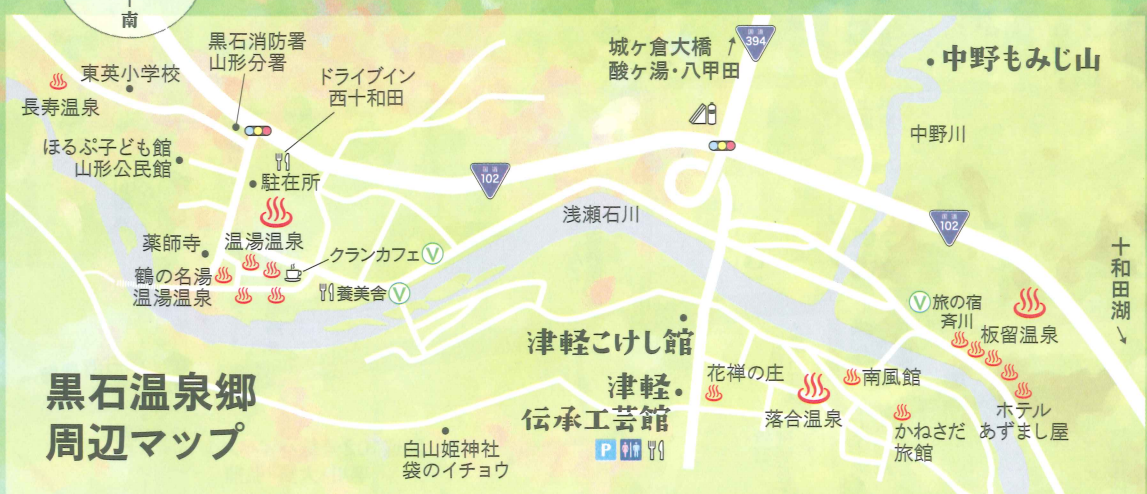 南
黒石消防署
山形分署
東英小学校
長寿温泉
ドライブイン
西十和田
城ヶ倉大橋
酸ヶ湯・八甲田
国道
394
中野もみじ山
中野川
ほるぷ子ども館
山形公民館
駐在所
国道
102
浅瀬石川
国道
102
十和田湖
薬師寺
温湯温泉
クランカフェ V
鶴の名湯
温湯温泉
養美舎 V
V 旅の宿
斉川
板留温泉
津軽こけし館
花禅の庄
南風館
津軽
伝承工芸館
落合温泉
ホテル
あずまし屋
かねさだ
旅館
P
黒石温泉郷
周辺マップ
白山姫神社
袋のイチョウ